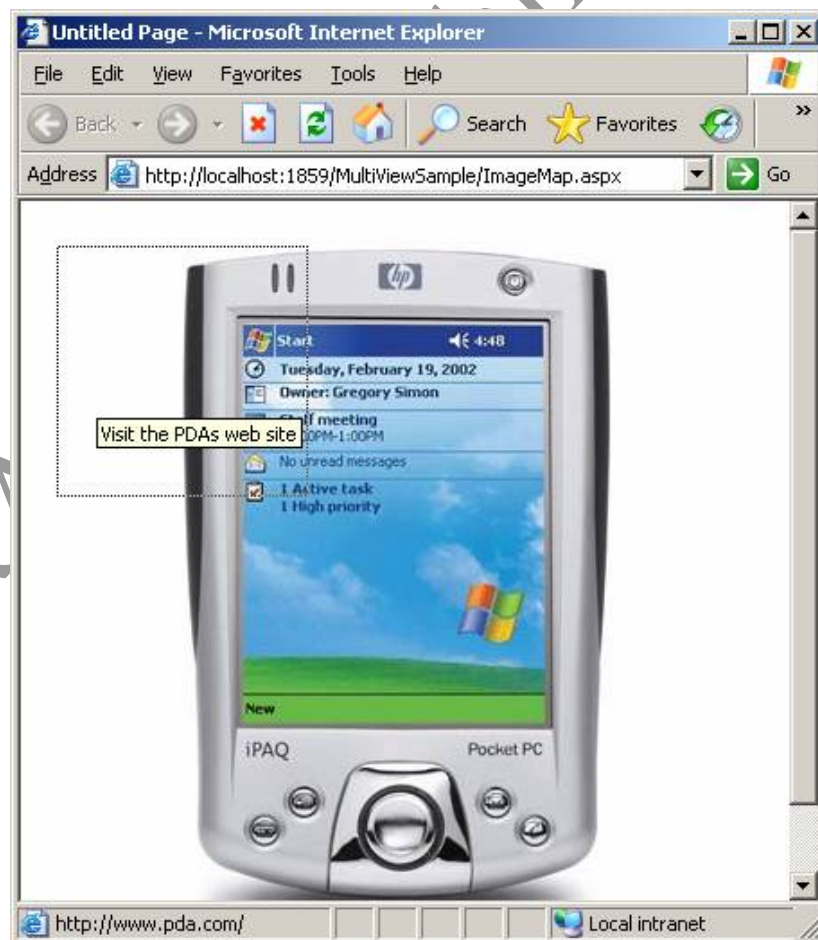 Untitled Page - Microsoft Internet Explorer
File Edit View Favorites Tools Help
Back Search Favorites »
Address http://localhost:1859/MultiViewSample/ImageMap.aspx Go
hp
Start 4:48
Tuesday, February 19, 2002
Owner: Gregory Simon
meeting
PM-1:00PM
Visit the PDAs web site
No unread messages
1 Active task
1 High priority
New
iPAQ Pocket PC
http://www.pda.com/ Local intranet